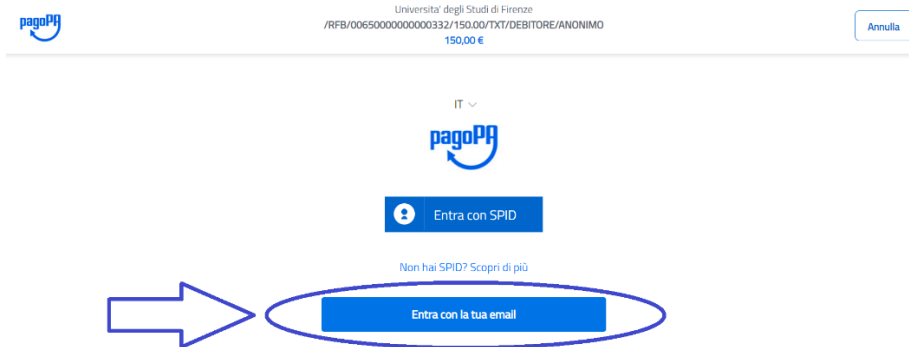 pagoPA
Universita' degli Studi di Firenze
/RFB/00650000000000332/150.00/TXT/DEBITORE/ANONIMO
150,00 €
Annulla
IT
pagoPA
Entra con SPID
Non hai SPID? Scopri di più
Entra con la tua email